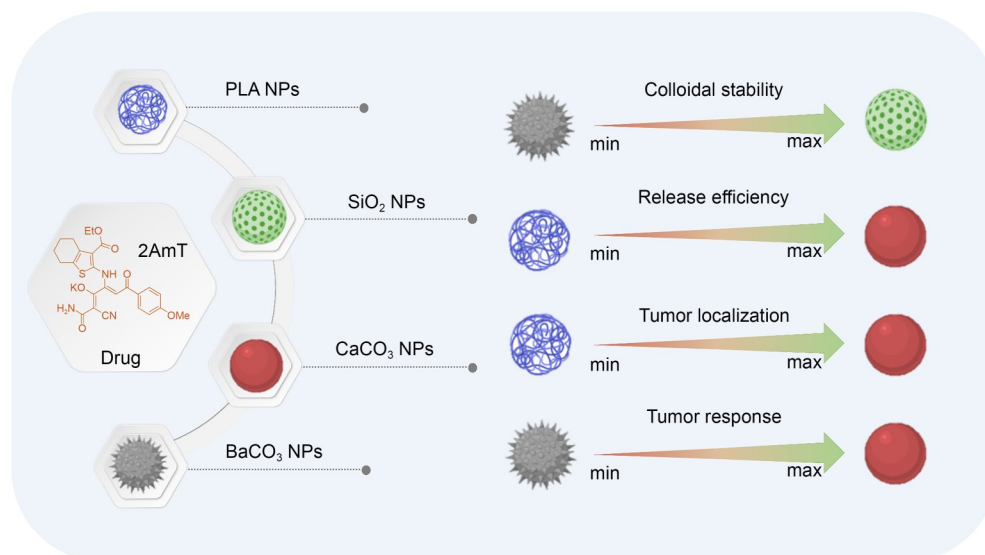 PLA NPs
SiO₂ NPs
CaCO₃ NPs
BaCO₃ NPs
EtO
O
2AmT
S
NH
O
KO
H₂N
CN
O
OMe
Drug
Colloidal stability
min
max
Release efficiency
min
max
Tumor localization
min
max
Tumor response
min
max